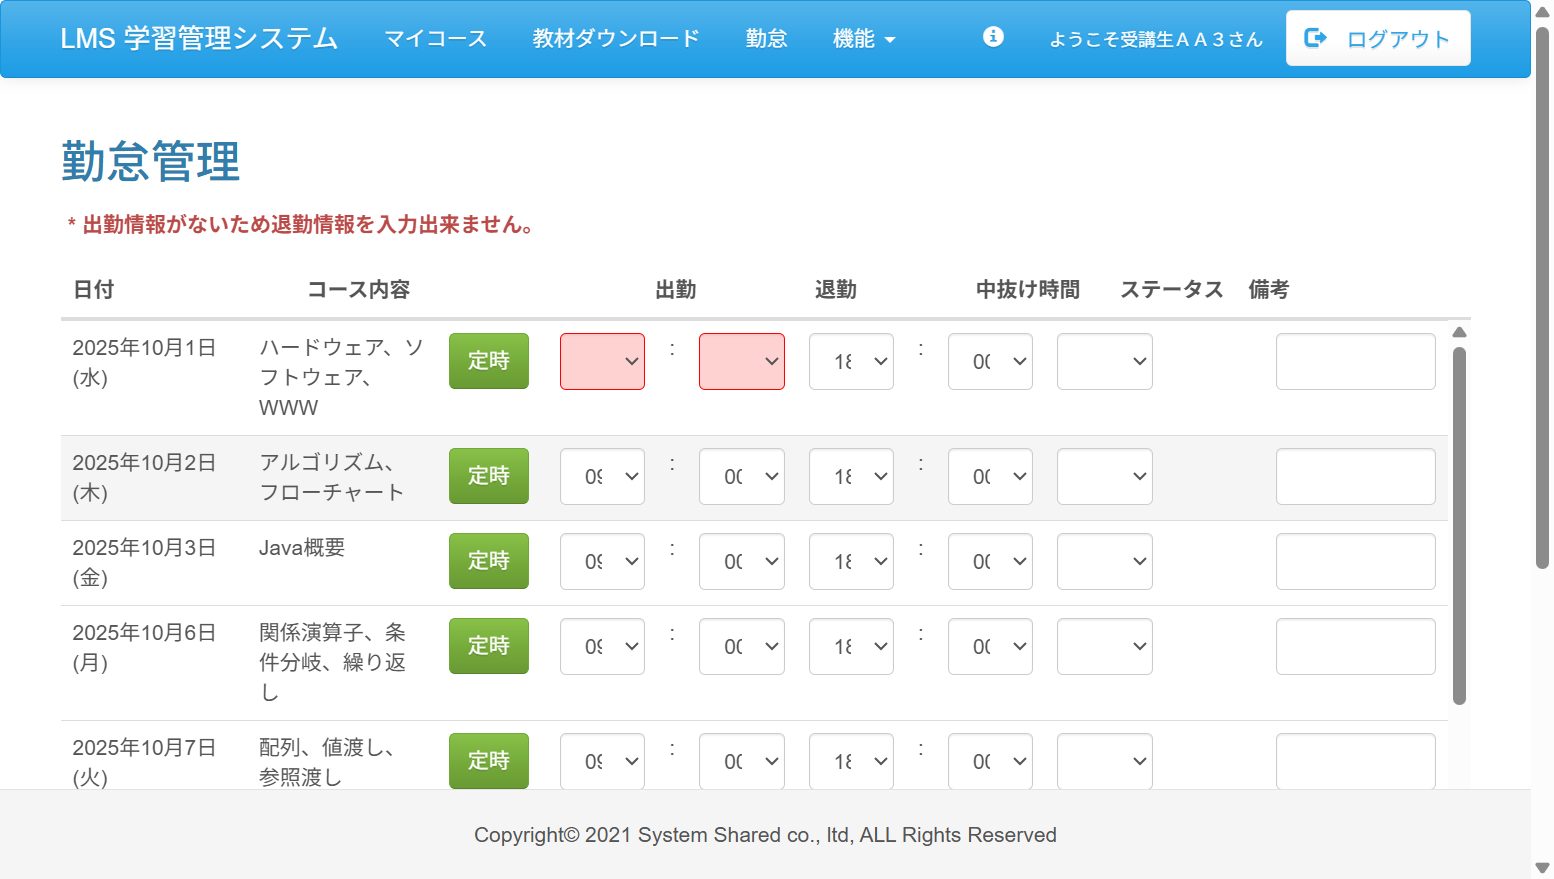 LMS 学習管理システム マイコース 教材ダウンロード 勤怠 機能 ようこそ受講生ＡＡ３さん ログアウト
勤怠管理
* 出勤情報がないため退勤情報を入力出来ません。
日付 コース内容 出勤 退勤 中抜け時間 ステータス 備考
2025年10月1日 ハードウェア、ソ 定時 : 18 : 00
(水) フトウェア、
WWW
2025年10月2日 アルゴリズム、 定時 09 : 00 18 : 00
(木) フローチャート
2025年10月3日 Java概要 定時 09 : 00 18 : 00
(金)
2025年10月6日 関係演算子、条 定時 09 : 00 18 : 00
(月) 件分岐、繰り返
し
2025年10月7日 配列、値渡し、 定時 09 : 00 18 : 00
(火) 参照渡し
Copyright© 2021 System Shared co., ltd, ALL Rights Reserved